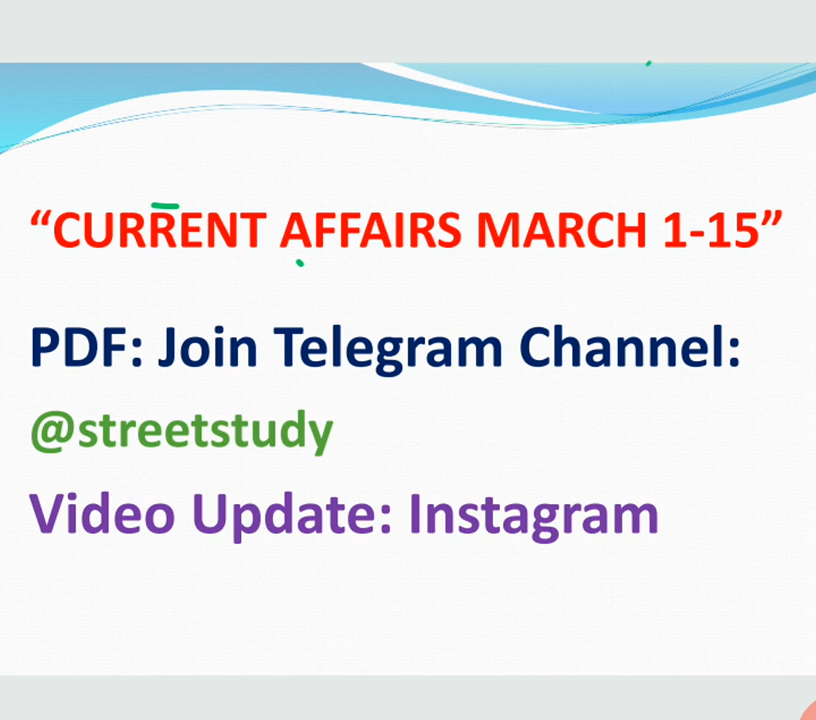 “CURRENT AFFAIRS MARCH 1-15”
PDF: Join Telegram Channel:
@streetstudy
Video Update: Instagram